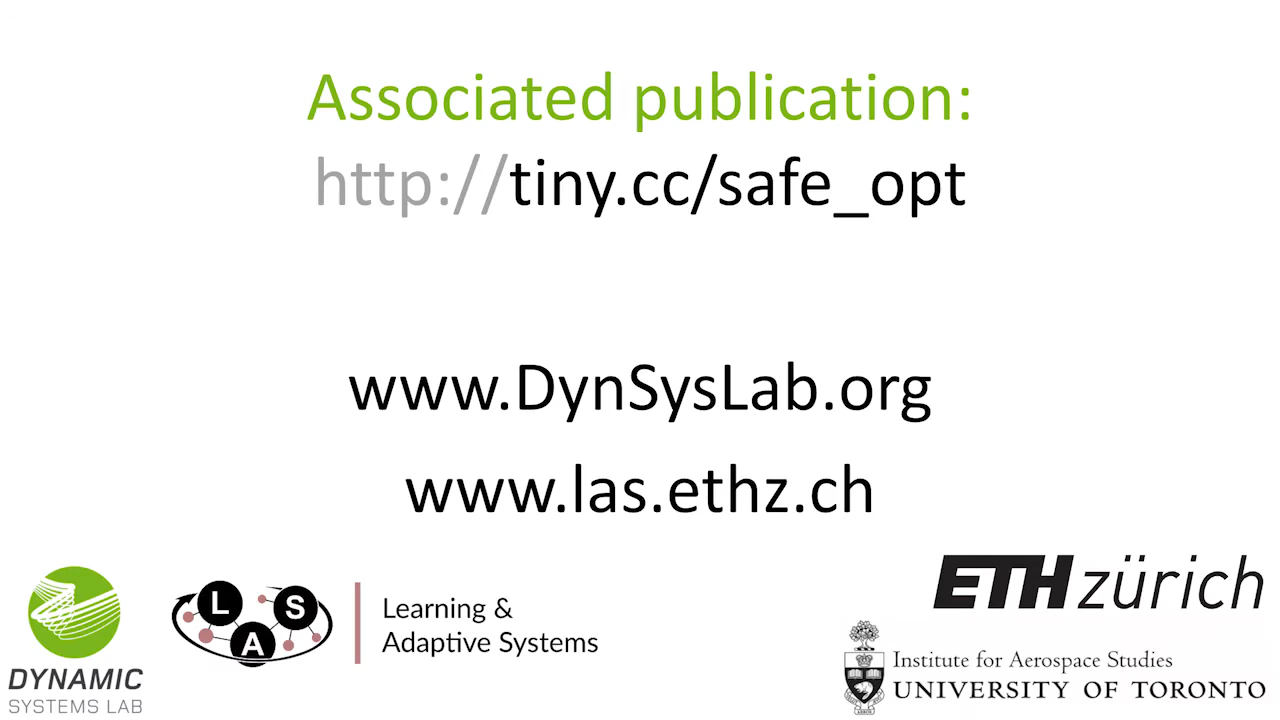 Associated publication:
http://tiny.cc/safe_opt
www.DynSysLab.org
www.las.ethz.ch
DYNAMIC
SYSTEMS LAB
L A S
Learning &
Adaptive Systems
ETH zürich
Institute for Aerospace Studies
UNIVERSITY OF TORONTO